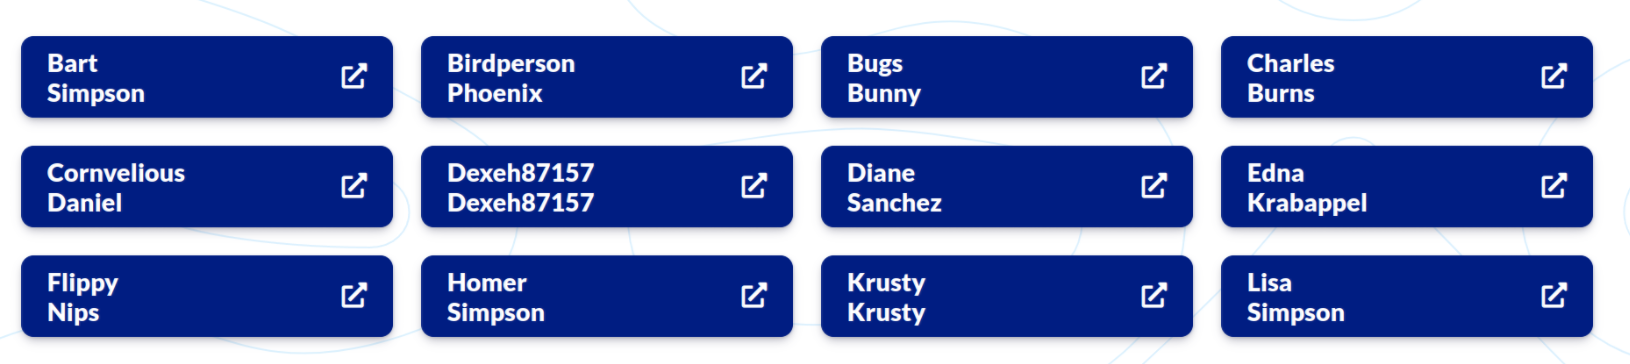 Bart
Simpson
Birdperson
Phoenix
Bugs
Bunny
Charles
Burns
Cornvelious
Daniel
Dexeh87157
Dexeh87157
Diane
Sanchez
Edna
Krabappel
Flippy
Nips
Homer
Simpson
Krusty
Krusty
Lisa
Simpson